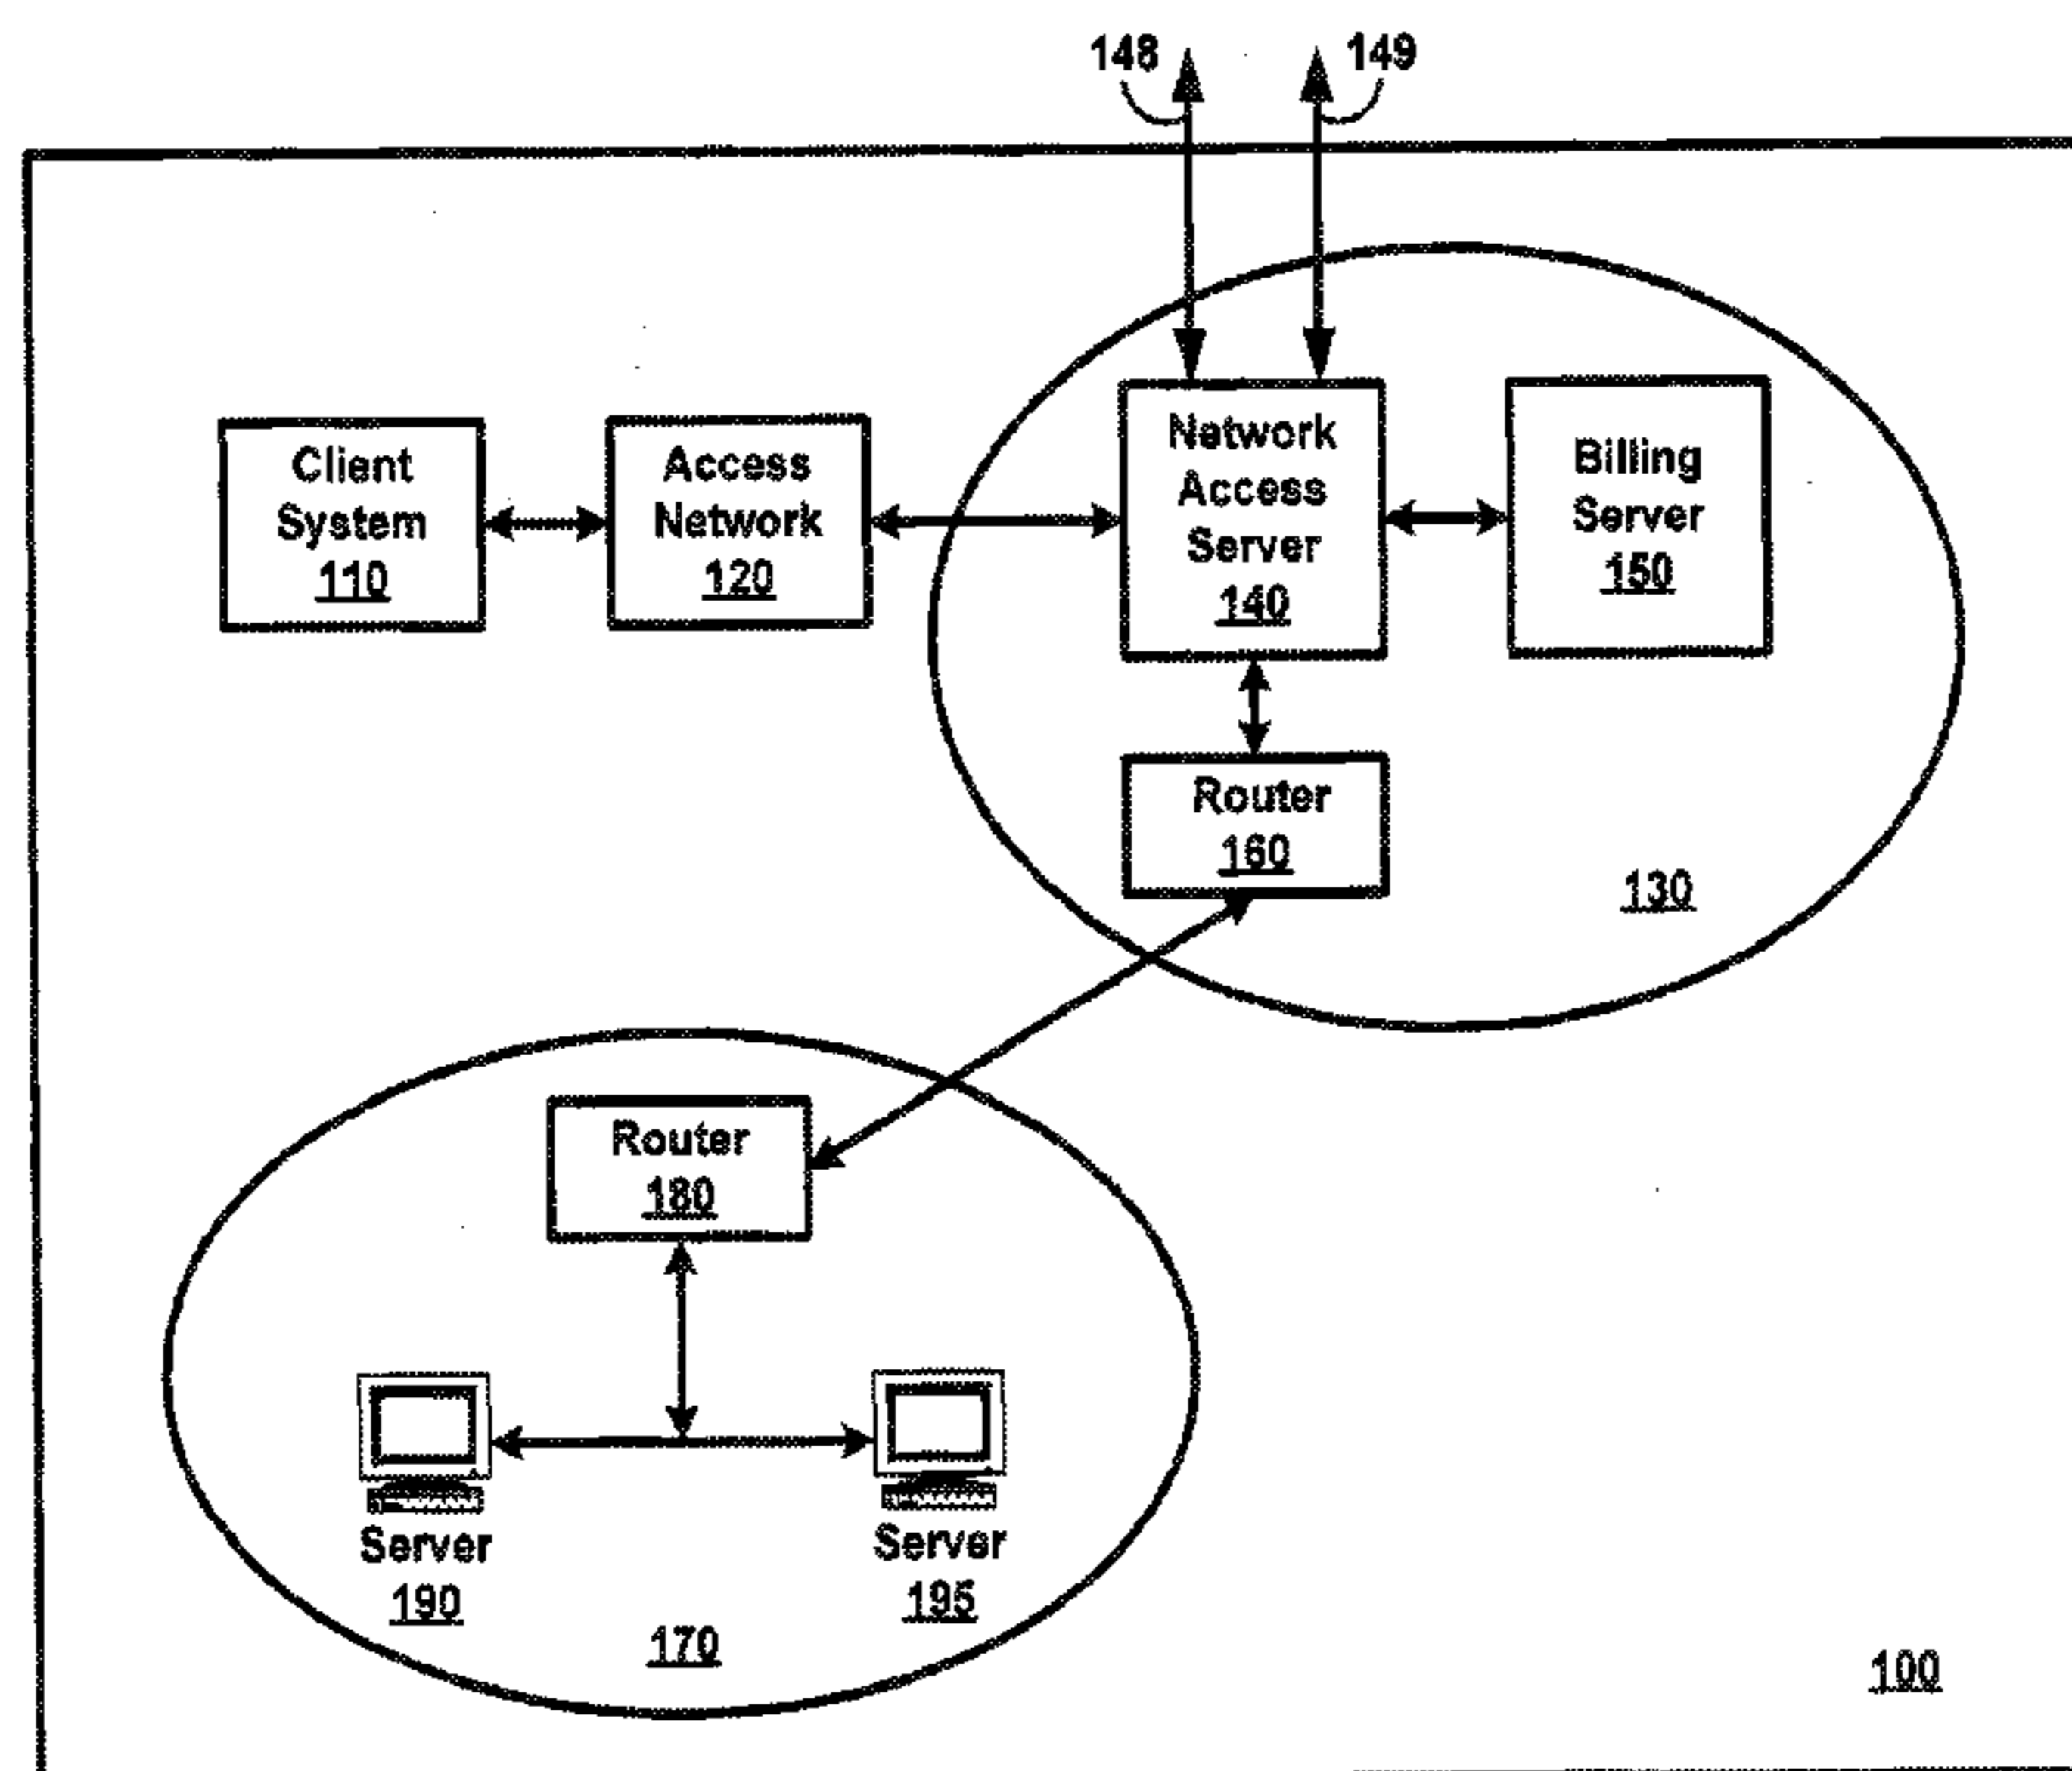 148
149
Client
System
110
Access
Network
120
Network
Access
Server
140
Billing
Server
150
Router
160
130
Router
180
Server
190
Server
195
170
100